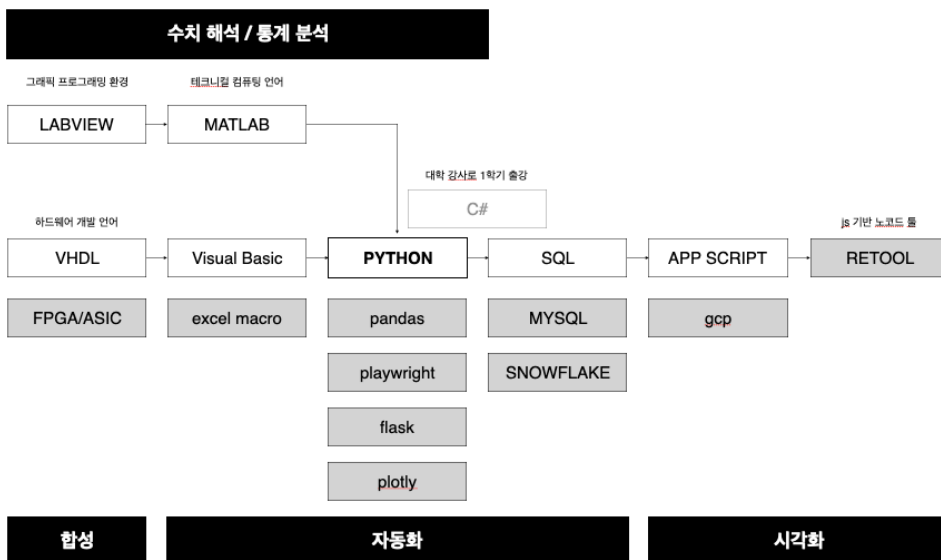 수치 해석 / 통계 분석
그래픽 프로그래밍 환경
테크니컬 컴퓨팅 언어
LABVIEW
MATLAB
대학 강사로 1학기 출강
C#
하드웨어 개발 언어
js 기반 노코드 툴
VHDL
Visual Basic
PYTHON
SQL
APP SCRIPT
RETOOL
FPGA/ASIC
excel macro
pandas
MYSQL
gcp
playwright
SNOWFLAKE
flask
plotly
합성
자동화
시각화